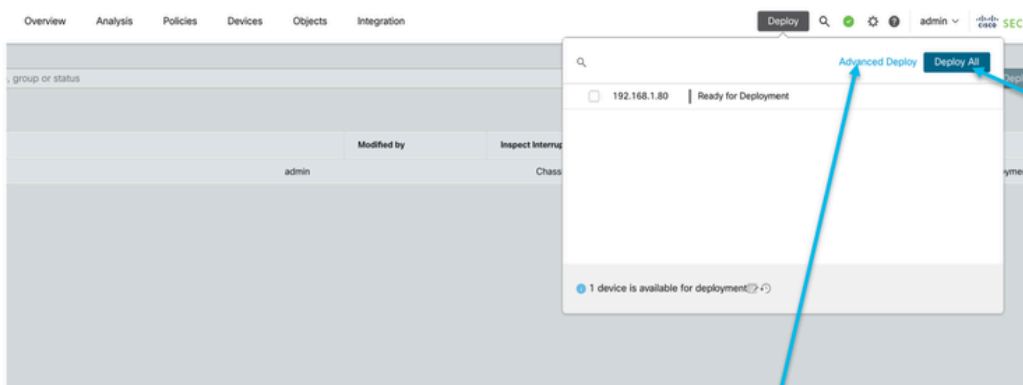 Overview Analysis Policies Devices Objects Integration Deploy admin cisco SEC
Advanced Deploy Deploy All
, group or status
192.168.1.80 Ready for Deployment
Modified by Inspect Interrup
admin Chass
1 device is available for deployment